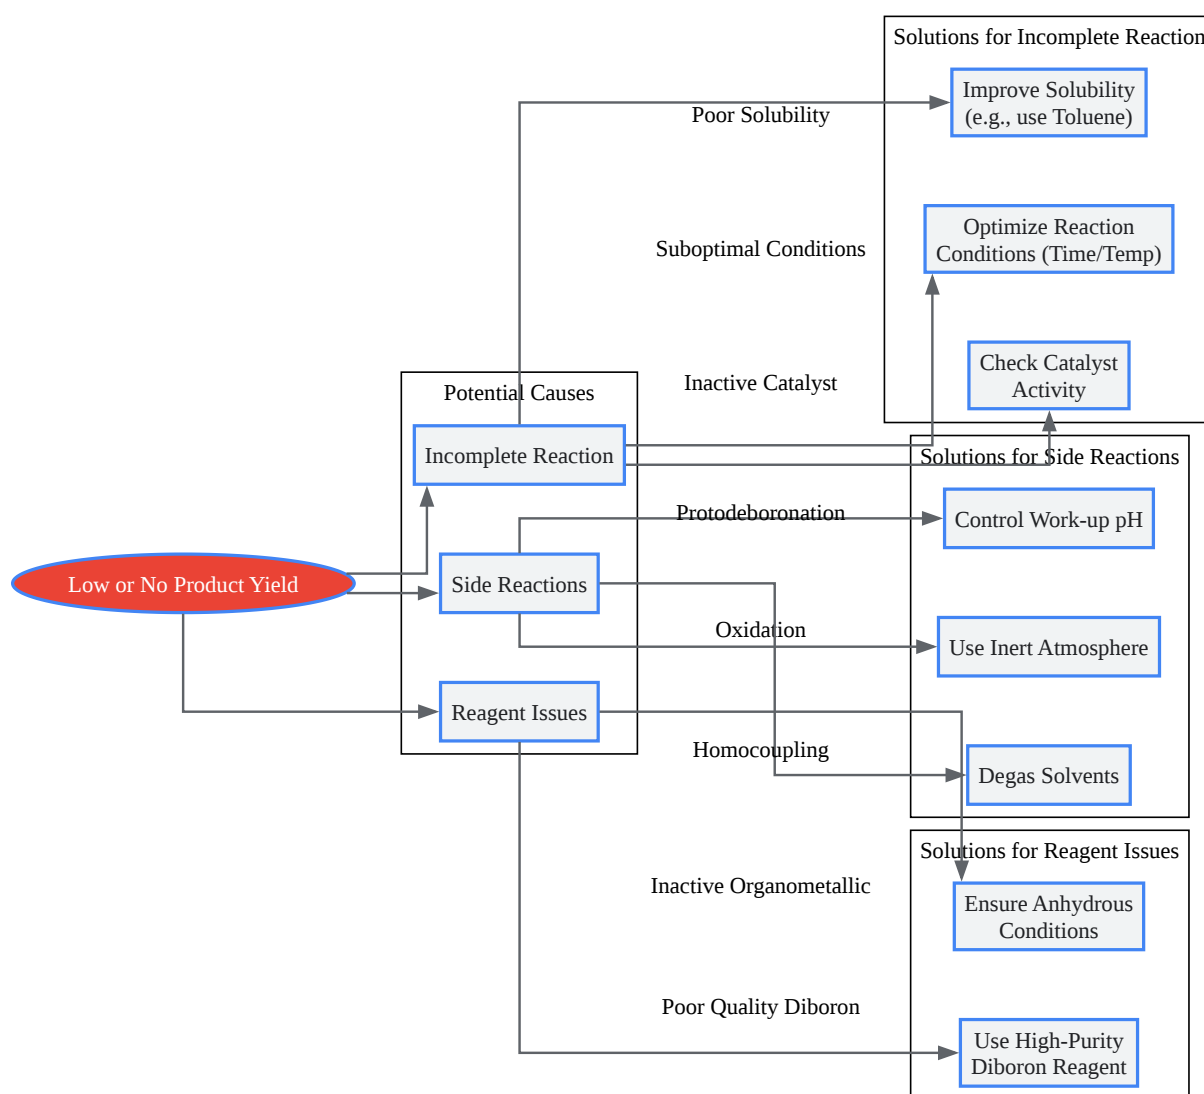 Solutions for Incomplete Reaction
Improve Solubility
(e.g., use Toluene)
Poor Solubility
Optimize Reaction
Conditions (Time/Temp)
Suboptimal Conditions
Check Catalyst
Activity
Inactive Catalyst
Potential Causes
Incomplete Reaction
Solutions for Side Reactions
Protodeboronation
Control Work-up pH
Low or No Product Yield
Side Reactions
Oxidation
Use Inert Atmosphere
Reagent Issues
Homocoupling
Degas Solvents
Solutions for Reagent Issues
Inactive Organometallic
Ensure Anhydrous
Conditions
Poor Quality Diboron
Use High-Purity
Diboron Reagent